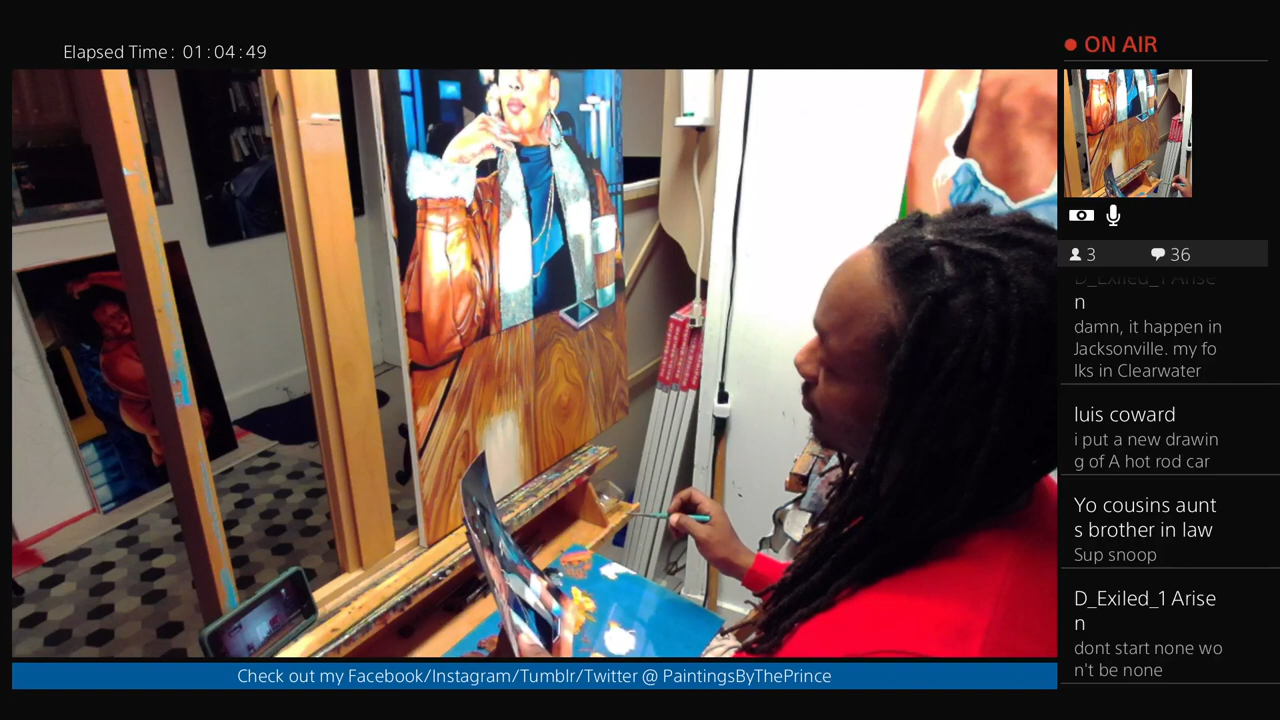 Elapsed Time: 01:04:49
ON AIR
3 36
D_Exiled_1 Arise
n
damn, it happen in
Jacksonville. my fo
lks in Clearwater
luis coward
i put a new drawin
g of A hot rod car
Yo cousins aunt
s brother in law
Sup snoop
D_Exiled_1 Arise
n
dont start none wo
n't be none
Check out my Facebook/Instagram/Tumblr/Twitter @ PaintingsByThePrince